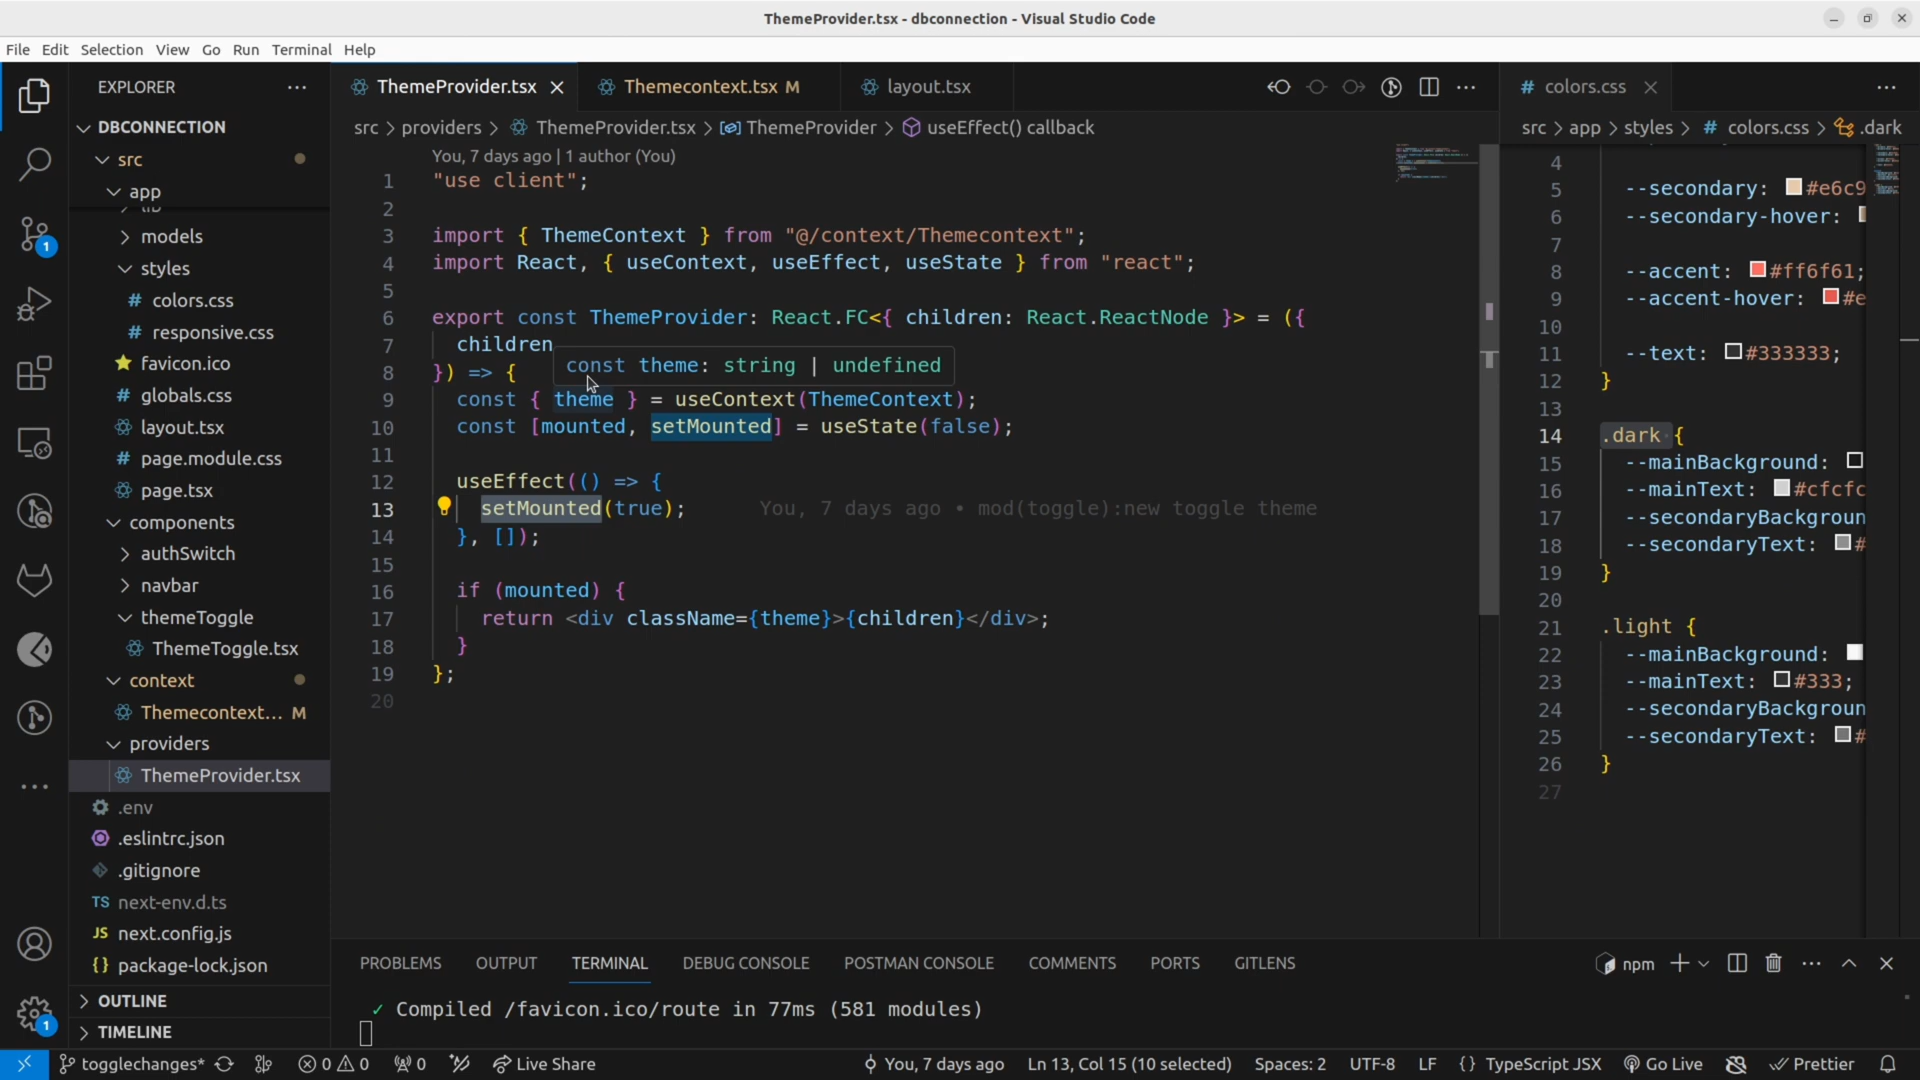 ThemeProvider.tsx - dbconnection - Visual Studio Code
File Edit Selection View Go Run Terminal Help
EXPLORER
DBCONNECTION
src
app
lib
models
styles
# colors.css
# responsive.css
favicon.ico
# globals.css
layout.tsx
# page.module.css
page.tsx
components
authSwitch
navbar
themeToggle
ThemeToggle.tsx
context
Themecontext... M
providers
ThemeProvider.tsx
.env
.eslintrc.json
.gitignore
TS next-env.d.ts
JS next.config.js
{} package-lock.json
OUTLINE
TIMELINE
1
1
ThemeProvider.tsx
Themecontext.tsx M
layout.tsx
src > providers > ThemeProvider.tsx > ThemeProvider > useEffect() callback
You, 7 days ago | 1 author (You)
1 "use client";
2
3 import { ThemeContext } from "@/context/Themecontext";
4 import React, { useContext, useEffect, useState } from "react";
5
6 export const ThemeProvider: React.FC<{ children: React.ReactNode }> = ({
7 children
const theme: string | undefined
8 }) => {
9 const { theme } = useContext(ThemeContext);
10 const [mounted, setMounted] = useState(false);
11
12 useEffect(() => {
13 setMounted(true); You, 7 days ago • mod(toggle):new toggle theme
14 }, []);
15
16 if (mounted) {
17 return <div className={theme}>{children}</div>;
18 }
19 };
20
# colors.css
src > app > styles > # colors.css > .dark
4
5 --secondary: #e6c9
6 --secondary-hover:
7
8 --accent: #ff6f61;
9 --accent-hover: #e
10
11 --text: #333333;
12 }
13
14 .dark {
15 --mainBackground:
16 --mainText: #cfcfc
17 --secondaryBackgroun
18 --secondaryText: #
19 }
20
21 .light {
22 --mainBackground:
23 --mainText: #333;
24 --secondaryBackgroun
25 --secondaryText: #
26 }
27
PROBLEMS OUTPUT TERMINAL DEBUG CONSOLE POSTMAN CONSOLE COMMENTS PORTS GITLENS
npm
✓ Compiled /favicon.ico/route in 77ms (581 modules)
togglechanges* 0 0 0 Live Share You, 7 days ago Ln 13, Col 15 (10 selected) Spaces: 2 UTF-8 LF {} TypeScript JSX Go Live Prettier